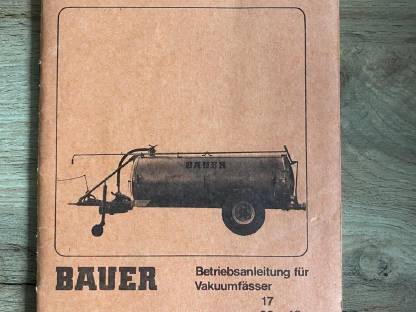 BAUER
BAUER
Betriebsanleitung für
Vakuumfässer
17